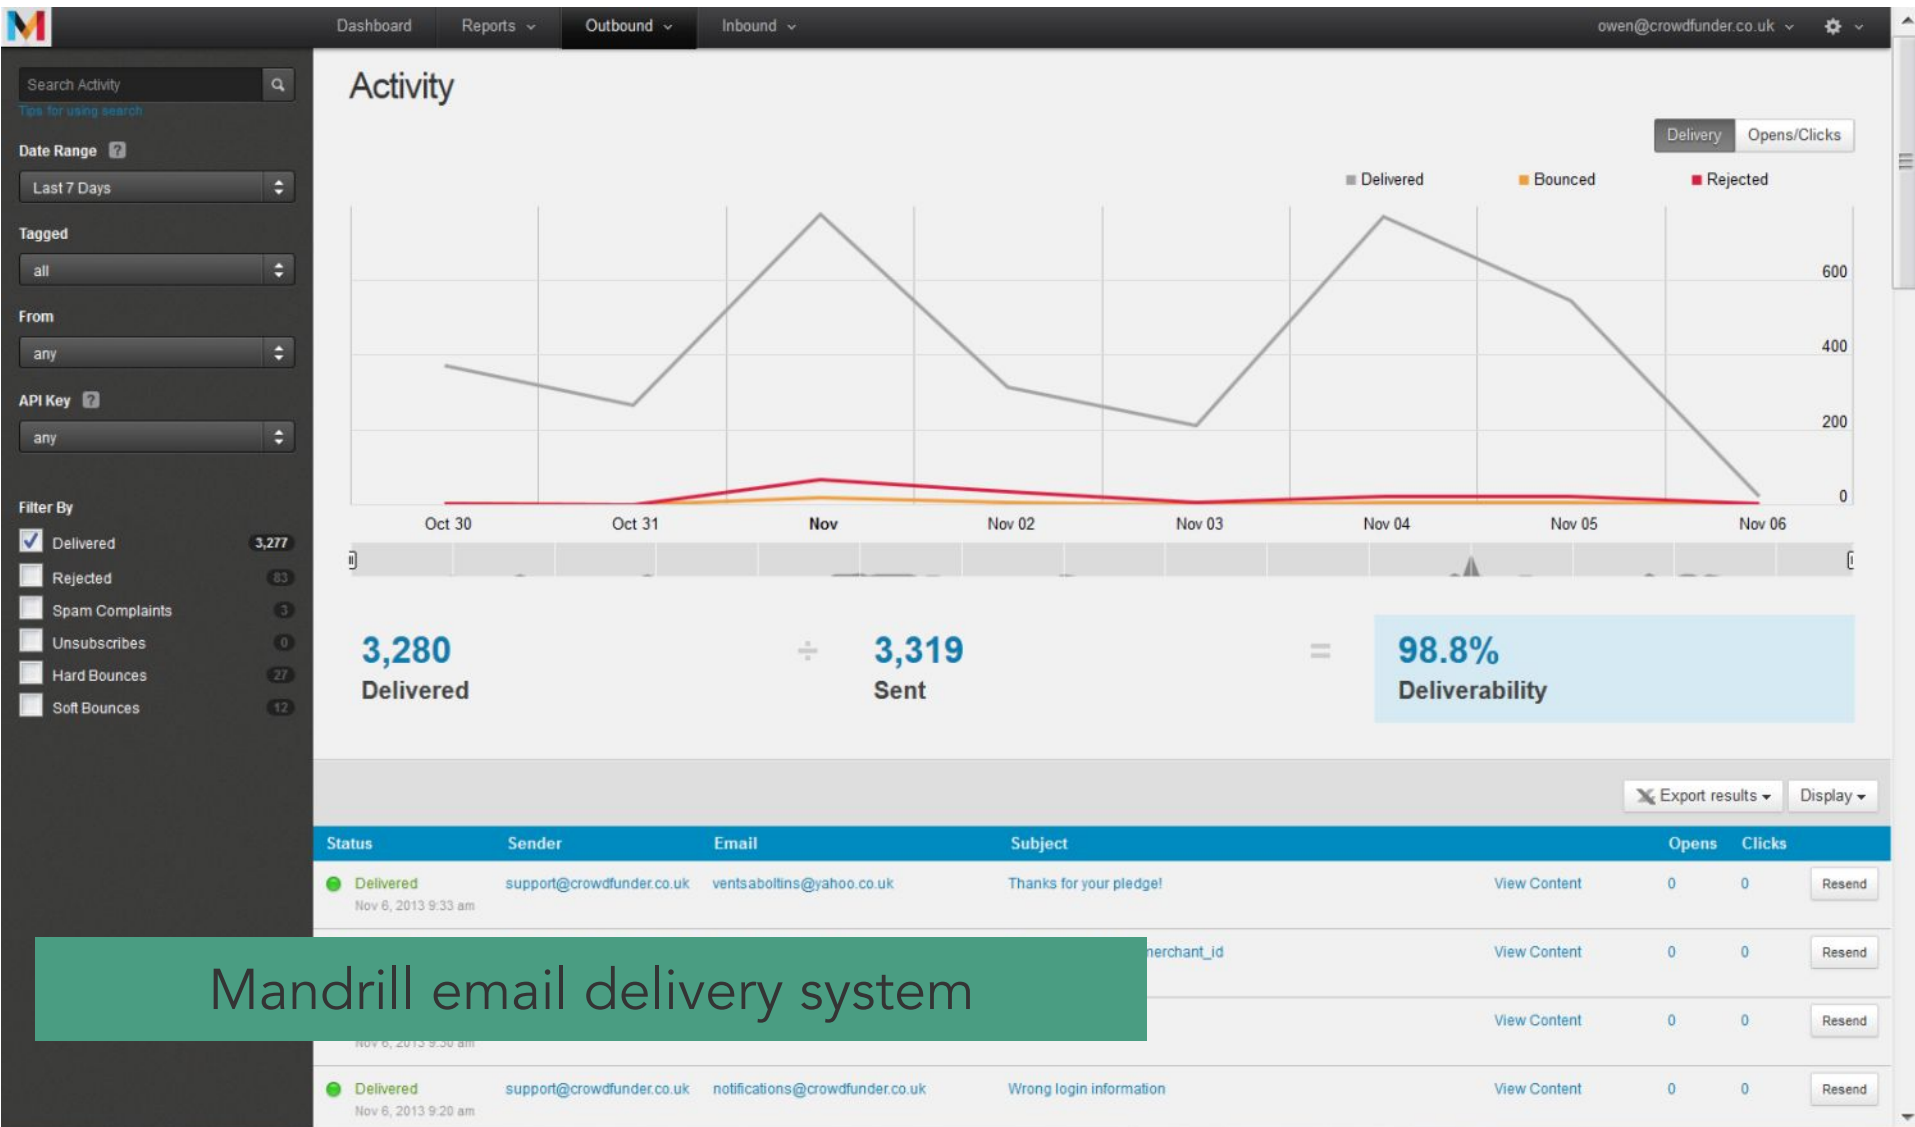 Dashboard Reports Outbound Inbound owen@crowdfunder.co.uk
Search Activity
Tips for using search
Date Range ?
Last 7 Days
Tagged
all
From
any
API Key ?
any
Filter By
Delivered 3,277
Rejected 83
Spam Complaints 3
Unsubscribes 0
Hard Bounces 27
Soft Bounces 12
Activity
Delivery Opens/Clicks
Delivered Bounced Rejected
600
400
200
0
Oct 30 Oct 31 Nov Nov 02 Nov 03 Nov 04 Nov 05 Nov 06
3,280 ÷ 3,319 = 98.8%
Delivered Sent Deliverability
Export results Display
Status Sender Email Subject Opens Clicks
Delivered support@crowdfunder.co.uk ventsaboltins@yahoo.co.uk Thanks for your pledge! View Content 0 0 Resend
Nov 6, 2013 9:33 am
merchant_id View Content 0 0 Resend
View Content 0 0 Resend
Nov 6, 2013 9:30 am
Delivered support@crowdfunder.co.uk notifications@crowdfunder.co.uk Wrong login information View Content 0 0 Resend
Nov 6, 2013 9:20 am
Mandrill email delivery system